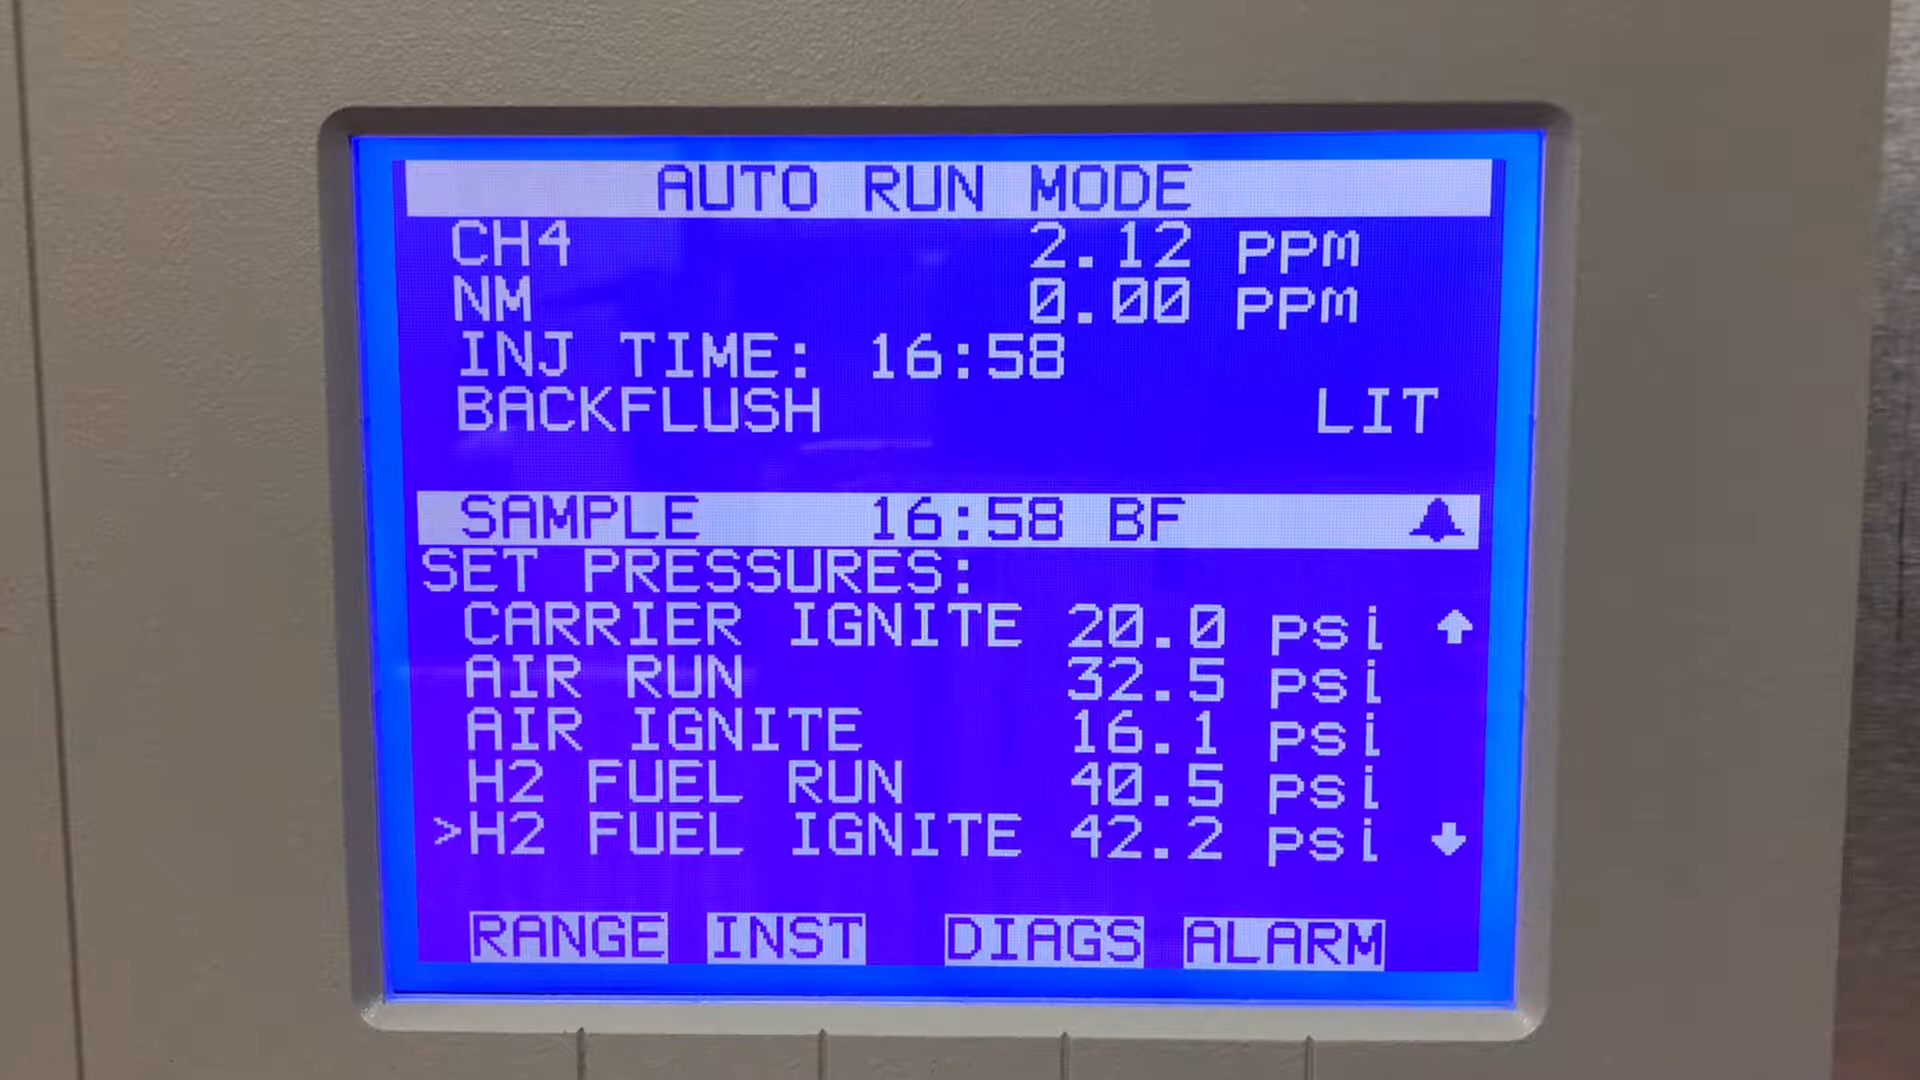 AUTO RUN MODE
CH4 2.12 ppm
NM 0.00 ppm
INJ TIME: 16:58
BACKFLUSH LIT
SAMPLE 16:58 BF
SET PRESSURES:
CARRIER IGNITE 20.0 psi
AIR RUN 32.5 psi
AIR IGNITE 16.1 psi
H2 FUEL RUN 40.5 psi
>H2 FUEL IGNITE 42.2 psi
RANGE INST DIAGS ALARM